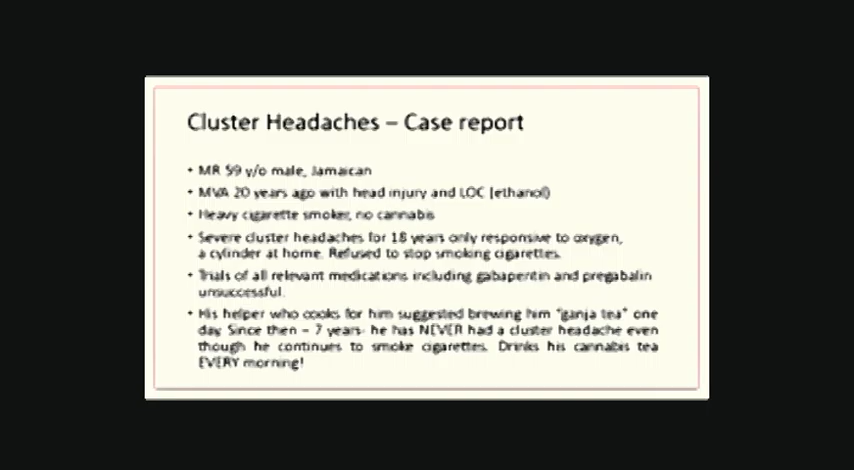 Cluster Headaches – Case report
• MR 59 y/o male, Jamaican
• MVA 20 years ago with head injury and LOC (ethanol)
• Heavy cigarette smoker, no cannabis
• Severe cluster headaches for 18 years only responsive to oxygen,
a cylinder at home. Refused to stop smoking cigarettes.
• Trials of all relevant medications including gabapentin and pregabalin
unsuccessful.
• His helper who cooks for him suggested brewing him "ganja tea" one
day. Since then – 7 years- he has NEVER had a cluster headache even
though he continues to smoke cigarettes. Drinks his cannabis tea
EVERY morning!